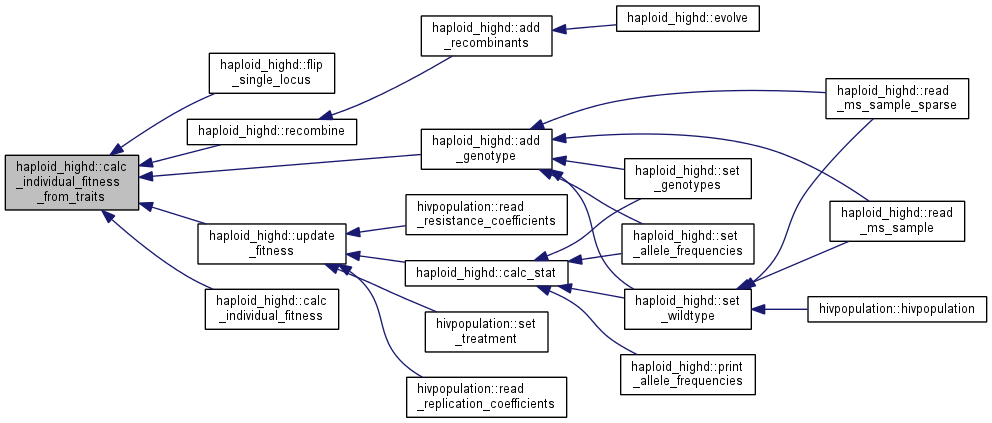 haploid_highd::calc
_individual_fitness
_from_traits
haploid_highd::flip
_single_locus
haploid_highd::recombine
haploid_highd::add
_recombinants
haploid_highd::evolve
haploid_highd::add
_genotype
haploid_highd::read
_ms_sample_sparse
haploid_highd::set
_genotypes
haploid_highd::read
_ms_sample
haploid_highd::update
_fitness
hivpopulation::read
_resistance_coefficients
haploid_highd::set
_allele_frequencies
haploid_highd::calc_stat
haploid_highd::set
_wildtype
hivpopulation::hivpopulation
haploid_highd::calc
_individual_fitness
hivpopulation::set
_treatment
haploid_highd::print
_allele_frequencies
hivpopulation::read
_replication_coefficients